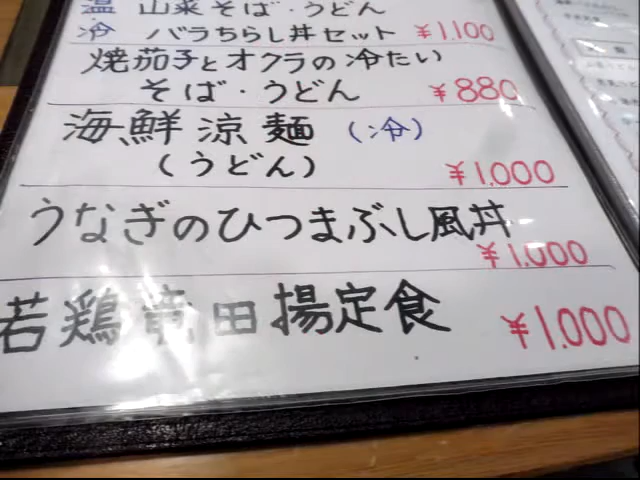 温 山菜そば・うどん
冷 バラちらし丼セット ¥1100
焼茄子とオクラの冷たい
そば・うどん ¥880
海鮮涼麺 (冷)
(うどん) ¥1.000
うなぎのひつまぶし風丼
¥1.000
若鶏竜田揚定食 ¥1.000